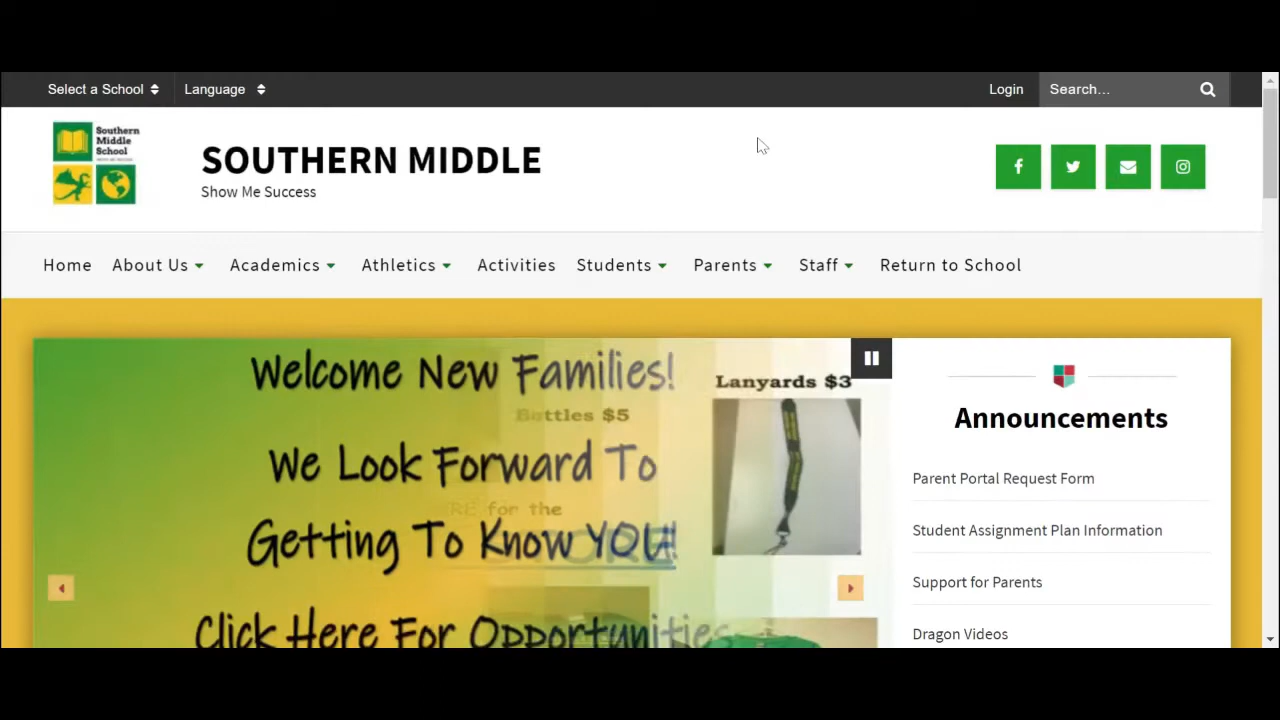 Select a School
Language
Login
Search...
Southern
Middle
School
SOUTHERN MIDDLE
Show Me Success
Home
About Us
Academics
Athletics
Activities
Students
Parents
Staff
Return to School
Welcome New Families!
Lanyards $3
Bottles $5
We Look Forward To
RE for the
Getting To Know YOU!
Click Here For Opportunities
Announcements
Parent Portal Request Form
Student Assignment Plan Information
Support for Parents
Dragon Videos